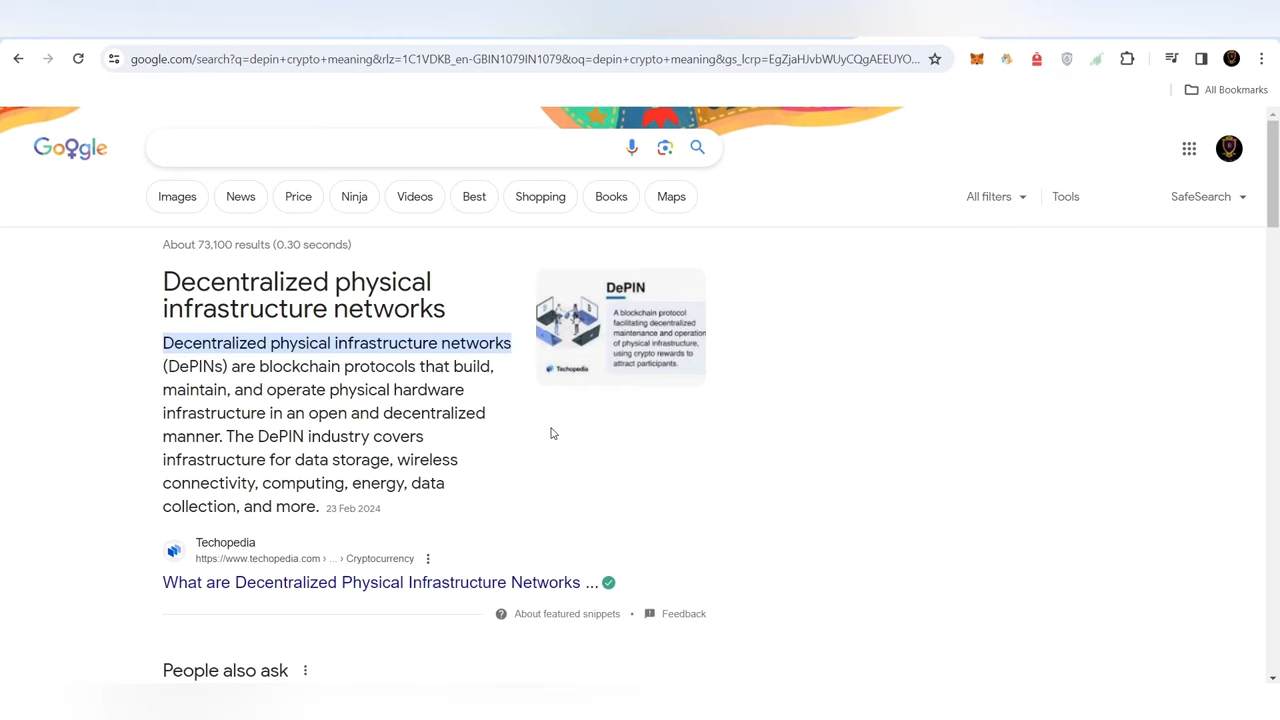 google.com/search?q=depin+crypto+meaning&rlz=1C1VDKB_en-GBIN1079IN1079&oq=depin+crypto+meaning&gs_lcrp=EgZjaHJvbWUyCQgAEEUYO...
All Bookmarks
Google
Images News Price Ninja Videos Best Shopping Books Maps All filters Tools SafeSearch
About 73,100 results (0.30 seconds)
Decentralized physical
infrastructure networks
Decentralized physical infrastructure networks
(DePINs) are blockchain protocols that build,
maintain, and operate physical hardware
infrastructure in an open and decentralized
manner. The DePIN industry covers
infrastructure for data storage, wireless
connectivity, computing, energy, data
collection, and more. 23 Feb 2024
DePIN
A blockchain protocol
facilitating decentralized
maintenance and operation
of physical infrastructure,
using crypto rewards to
attract participants.
Techopedia
Techopedia
https://www.techopedia.com › ... › Cryptocurrency
What are Decentralized Physical Infrastructure Networks ...
About featured snippets • Feedback
People also ask